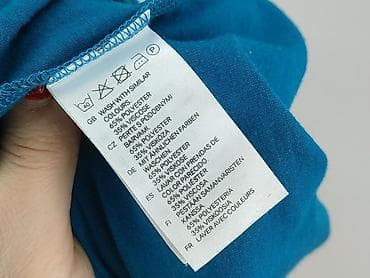 GB WASH WITH SIMILAR
COLOURS
65% POLYESTER
35% VISCOSE
CZ PERTE S PODOBNÝMI
BARVAMI.
65% POLYESTER
35% VISKÓZA
DE MIT ÄHNLICHEN FARBEN
WASCHEN
65% POLYESTER
35% VISKOSE
ES LAVAR CON PRENDAS DE
COLOR PARECIDO
65% POLIÉSTER
35% VISCOSA
FI PESTÄÄN SAMANVÄRISTEN
KANSSA
65% POLYESTERIA
35% VISKOOSIA
FR LAVER AVEC COULEURS